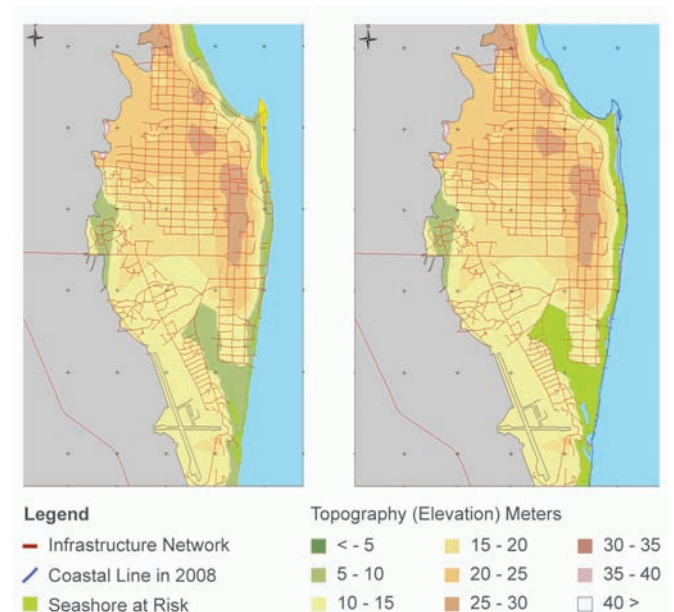 Legend
Infrastructure Network
Coastal Line in 2008
Seashore at Risk
Topography (Elevation) Meters
< - 5
5 - 10
10 - 15
15 - 20
20 - 25
25 - 30
30 - 35
35 - 40
40 >